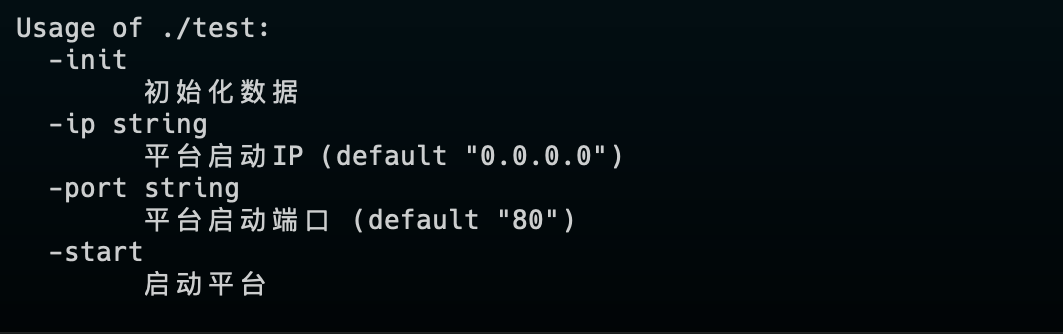 Usage of ./test:
-init
初始化数据
-ip string
平台启动IP (default "0.0.0.0")
-port string
平台启动端口 (default "80")
-start
启动平台